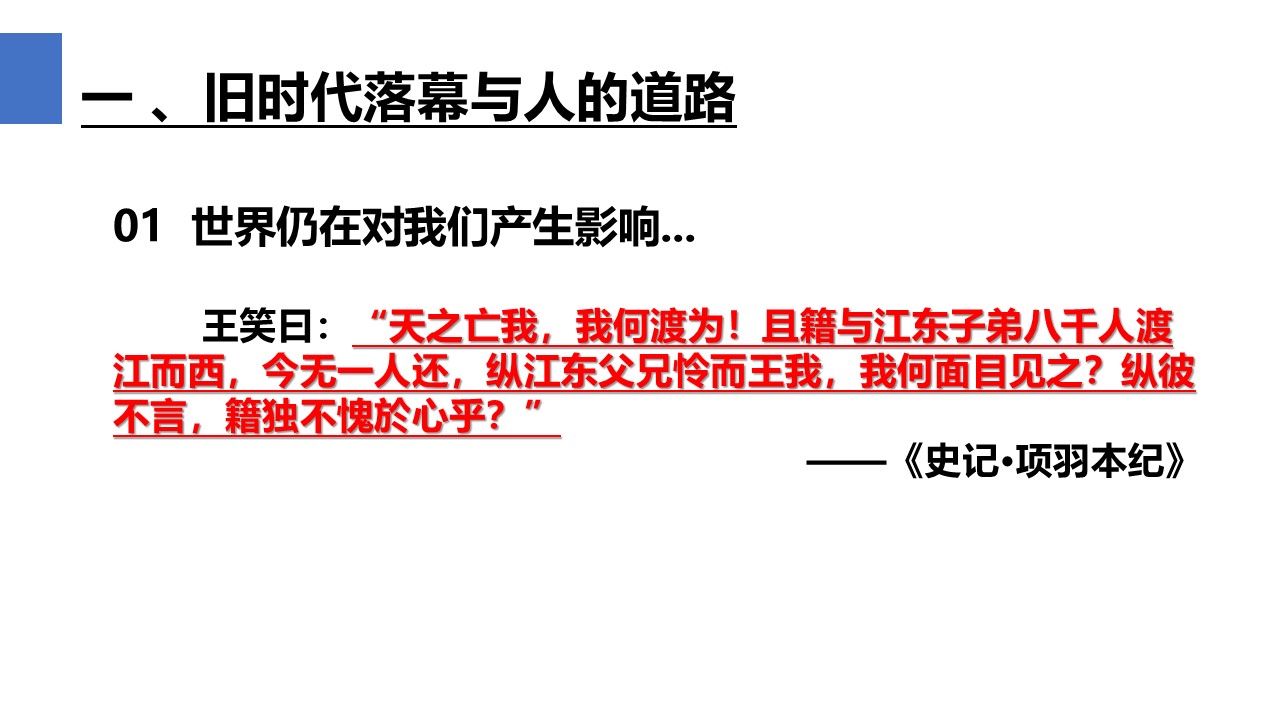 一 、旧时代落幕与人的道路
01 世界仍在对我们产生影响...
王笑曰：“天之亡我，我何渡为！且籍与江东子弟八千人渡
江而西，今无一人还，纵江东父兄怜而王我，我何面目见之？纵彼
不言，籍独不愧於心乎？”
——《史记•项羽本纪》